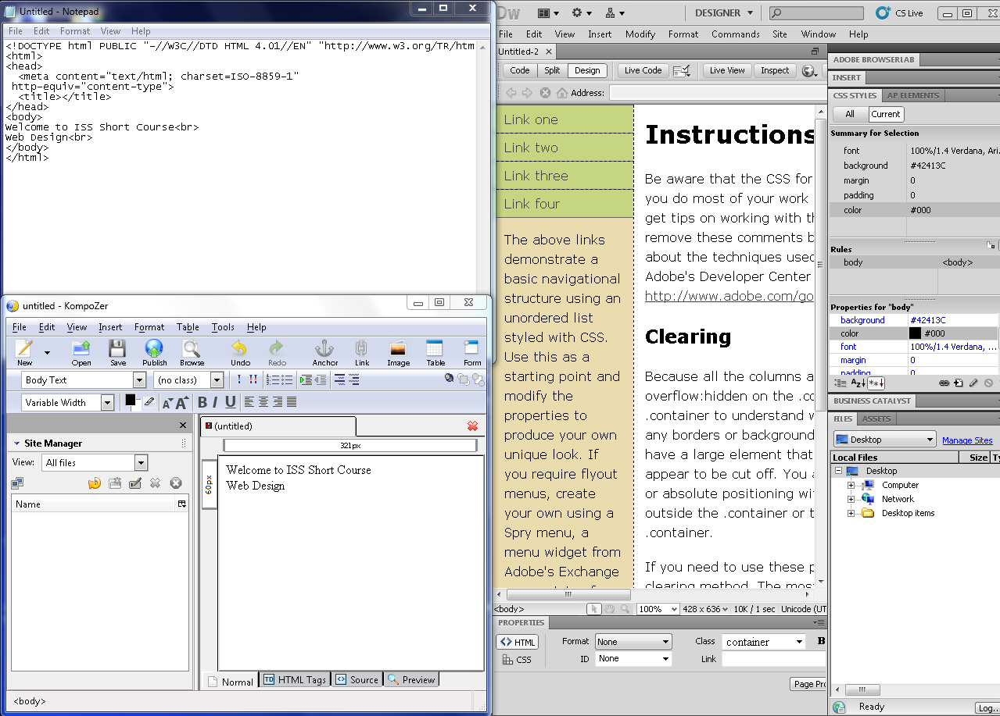 Untitled - Notepad
File Edit Format View Help
<!DOCTYPE html PUBLIC "-//W3C//DTD HTML 4.01//EN" "http://www.w3.org/TR/htm
<html>
<head>
<meta content="text/html; charset=ISO-8859-1"
http-equiv="content-type">
<title></title>
</head>
<body>
Welcome to ISS Short Course<br>
Web Design<br>
</body>
</html>
untitled - KompoZer
File Edit View Insert Format Table Tools Help
New Open Save Publish Browse Undo Redo Anchor Link Image Table Form
Body Text (no class) ! !!
Variable Width A A B I U
Site Manager
View: All files
Name
(untitled)
321px
60px
Welcome to ISS Short Course
Web Design
Normal TD HTML Tags Source Preview
<body>
Dw DESIGNER CS Live
File Edit View Insert Modify Format Commands Site Window Help
Untitled-2
Code Split Design Live Code Live View Inspect
Address:
Link one
Link two
Link three
Link four
The above links
demonstrate a
basic navigational
structure using an
unordered list
styled with CSS.
Use this as a
starting point and
modify the
properties to
produce your own
unique look. If
you require flyout
menus, create
your own using a
Spry menu, a
menu widget from
Adobe's Exchange
Instructions
Be aware that the CSS for
you do most of your work
get tips on working with th
remove these comments b
about the techniques used
Adobe's Developer Center
http://www.adobe.com/go
Clearing
Because all the columns a
overflow:hidden on the .co
.container to understand w
any borders or background
have a large element that
appear to be cut off. You a
or absolute positioning wi
outside the .container or t
.container.
If you need to use these p
clearing method. The most
<body> 100% 428 x 636 10K / 1 sec Unicode (UT
PROPERTIES
HTML Format None Class container B
CSS ID None Link
Page Pro
ADOBE BROWSERLAB
INSERT
CSS STYLES AP ELEMENTS
All Current
Summary for Selection
font 100%/1.4 Verdana, Ari.
background #42413C
margin 0
padding 0
color #000
Rules
body <body>
Properties for "body"
background #42413C
color #000
font 100%/1.4 Verdana, ...
margin 0
padding 0
Az
BUSINESS CATALYST
FILES ASSETS
Desktop Manage Sites
Local Files Size Ty
Desktop
Computer
Network
Desktop items
Ready Log..